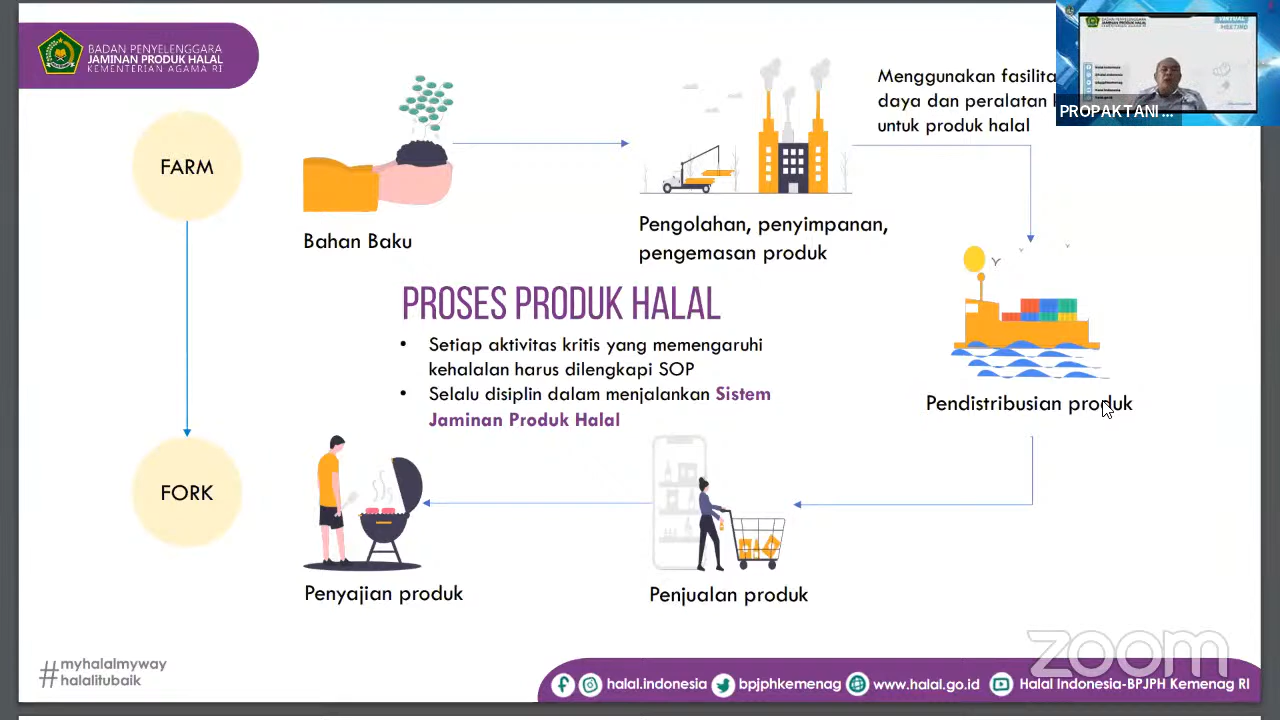 BADAN PENYELENGGARA
JAMINAN PRODUK HALAL
KEMENTERIAN AGAMA RI
FARM
Bahan Baku
Pengolahan, penyimpanan,
pengemasan produk
Menggunakan
daya dan peralatan
untuk produk halal
PROPAKTANI ...
PROSES PRODUK HALAL
• Setiap aktivitas kritis yang memengaruhi
kehalalan harus dilengkapi SOP
• Selalu disiplin dalam menjalankan Sistem
Jaminan Produk Halal
Pendistribusian produk
FORK
Penyajian produk
Penjualan produk
zoom
#myhalalmyway
halalitubaik
halal.indonesia bpjphkemenag www.halal.go.id Halal Indonesia-BPJPH Kemenag RI